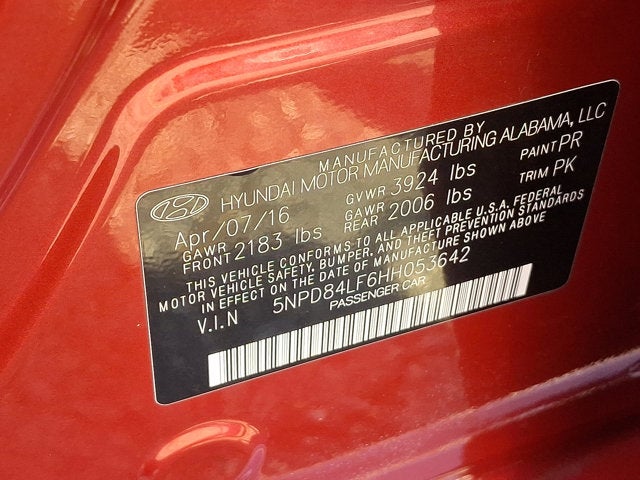 MANUFACTURED BY
HYUNDAI MOTOR MANUFACTURING ALABAMA, LLC
Apr/07/16 GVWR 3924 lbs PAINT PR
GAWR FRONT 2183 lbs GAWR REAR 2006 lbs TRIM PK
THIS VEHICLE CONFORMS TO ALL APPLICABLE U.S.A. FEDERAL
MOTOR VEHICLE SAFETY, BUMPER, AND THEFT PREVENTION STANDARDS
IN EFFECT ON THE DATE OF MANUFACTURE SHOWN ABOVE
V.I.N 5NPD84LF6HH053642
PASSENGER CAR